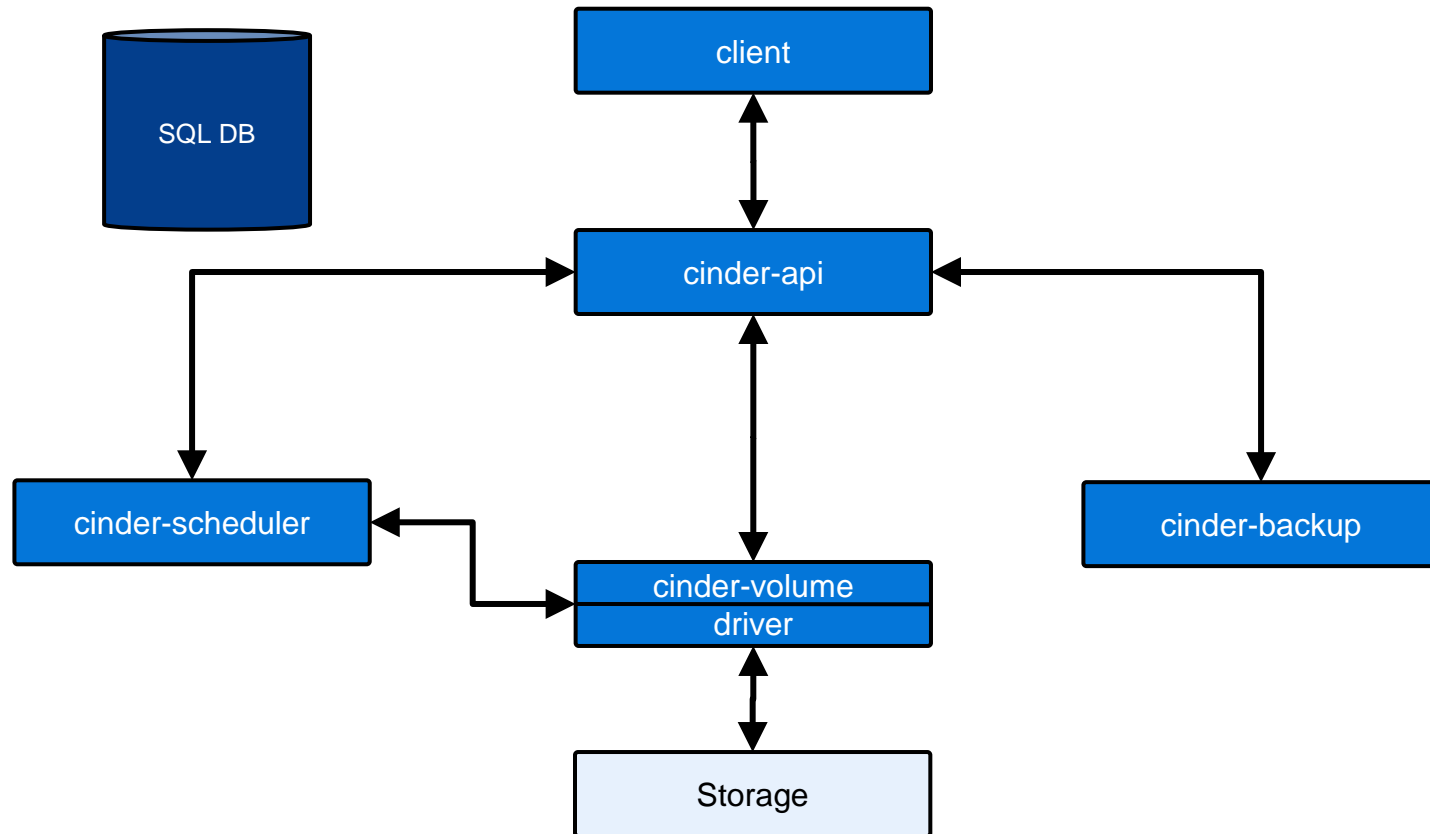 client
SQL DB
cinder-api
cinder-scheduler
cinder-backup
cinder-volume
driver
Storage